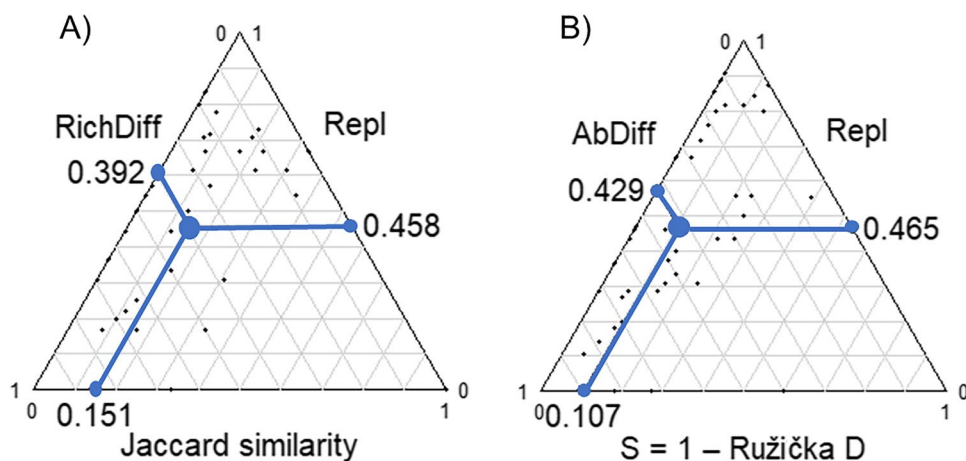 A)
0 1
RichDiff
Repl
0.392
0.458
1
0
0
0.151
1
Jaccard similarity
B)
0 1
AbDiff
Repl
0.429
0.465
1
0
0
0.107
1
S = 1 – Ružička D